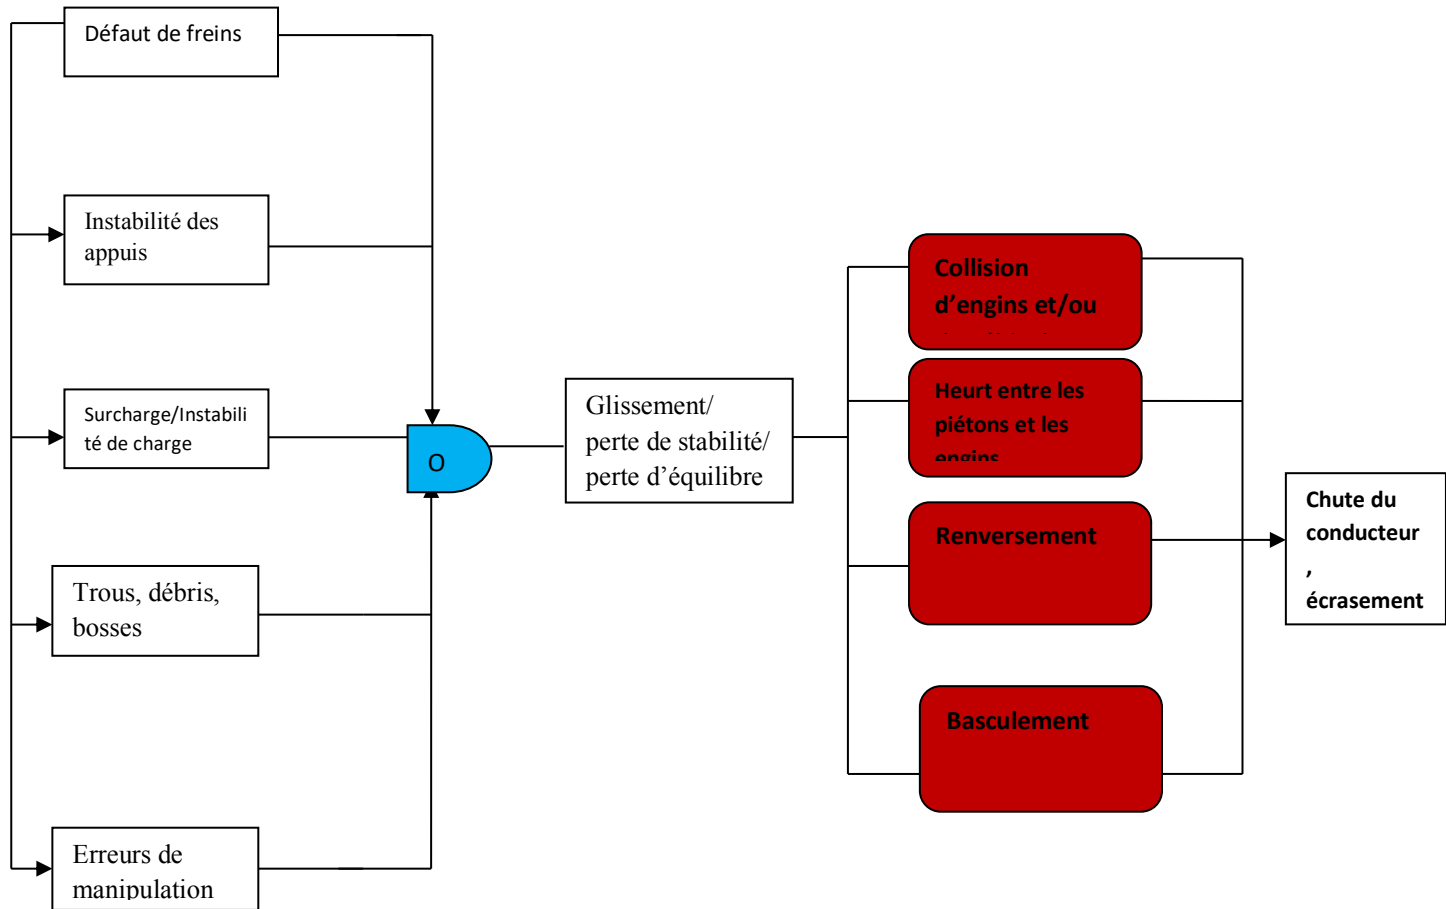 Défaut de freins
Instabilité des
appuis
Surcharge/Instabili
té de charge
Trous, débris,
bosses
Erreurs de
manipulation
O
Glissement/
perte de stabilité/
perte d’équilibre
Collision
d’engins et/ou
Heurt entre les
piétons et les
engins
Renversement
Basculement
Chute du
conducteur
,
écrasement